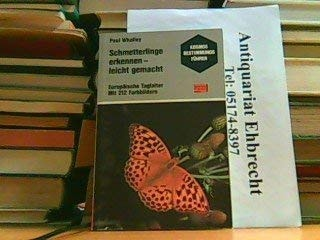 Paul Whalley
Schmetterlinge
erkennen –
leicht gemacht
KOSMOS
BESTIMMUNGS
FÜHRER
Europäische Tagfalter
Mit 212 Farbbildern
Antiquariat Ehbrecht
Tel: 05174-8397